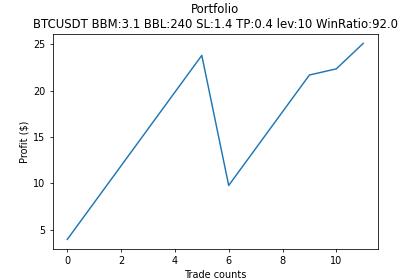 Portfolio
BTCUSDT BBM:3.1 BBL:240 SL:1.4 TP:0.4 lev:10 WinRatio:92.0
25
20
15
10
5
Profit ($)
0 2 4 6 8 10
Trade counts